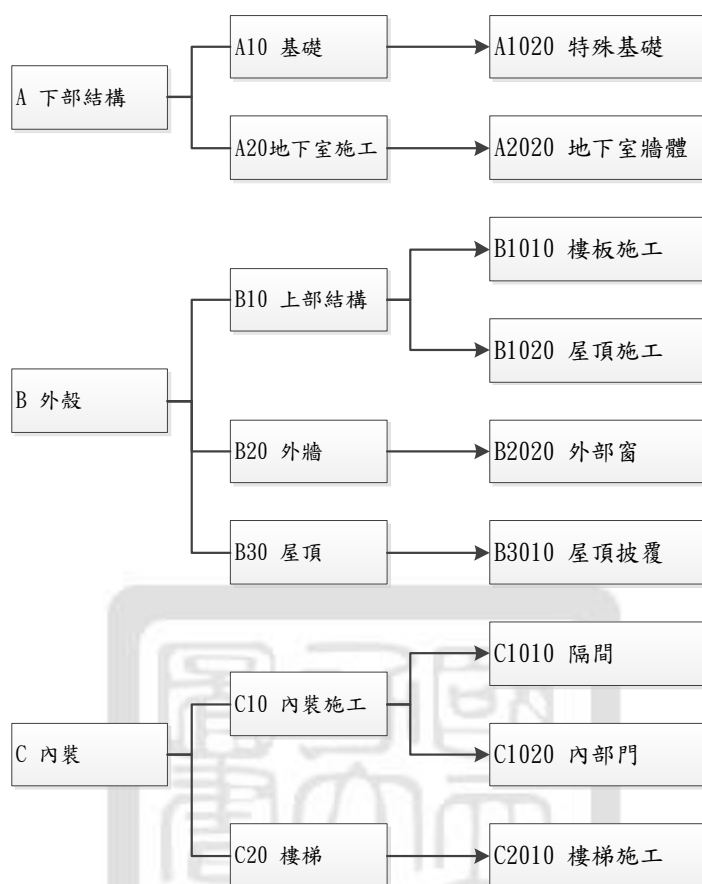 A 下部結構
A10 基礎
A1020 特殊基礎
A20地下室施工
A2020 地下室牆體
B 外殼
B10 上部結構
B1010 樓板施工
B1020 屋頂施工
B20 外牆
B2020 外部窗
B30 屋頂
B3010 屋頂披覆
C 內裝
C10 內裝施工
C1010 隔間
C1020 內部門
C20 樓梯
C2010 樓梯施工